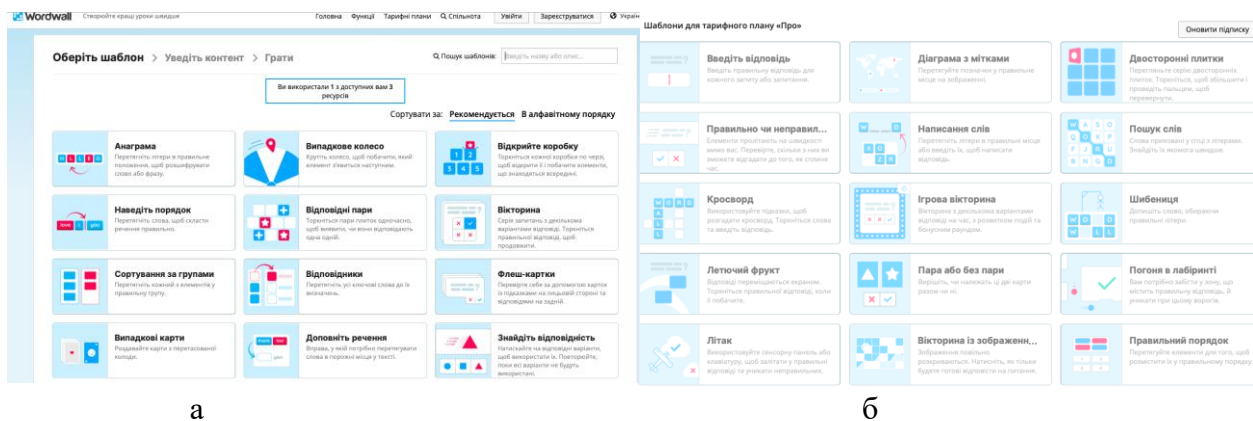 Wordwall Створюйте кращі уроки швидше
Головна Функції Тарифні плани Спільнота Увійти Зареєструватися Україн
Оберіть шаблон > Уведіть контент > Грати
Пошук шаблонів: Введіть назву або опис...
Ви використали 1 з доступних вам 3
ресурсів
Сортувати за: Рекомендується В алфавітному порядку
Анаграма
Перетягніть літери в правильне
положення, щоб розшифрувати
слово або фразу.
Випадкове колесо
Крутіть колесо, щоб побачити, який
елемент з'явиться наступним.
Відкрийте коробку
Торкніться кожної коробки по черзі,
щоб відкрити її і побачити елементи,
що знаходяться всередині.
Наведіть порядок
Перетягніть слова, щоб скласти
речення правильно.
Відповідні пари
Торкніться пари плиток одночасно,
щоб виявити, чи вони відповідають
одна одній.
Вікторина
Серія запитань з декількома
варіантами відповіді. Торкніться
правильної відповіді, щоб
продовжити.
Сортування за групами
Перетягніть кожний з елементів у
правильну групу.
Відповідники
Перетягніть усі ключові слова до їх
визначень.
Флеш-картки
Перевірте себе за допомогою карток
із підказками на лицьовій стороні та
відповідями на задній.
Випадкові карти
Роздавайте карти з перетасованої
колоди.
Доповніть речення
Вправа, у якій потрібно перетягувати
слова в порожні місця у тексті.
Знайдіть відповідність
Натискайте на відповідні варіанти,
щоб використати їх. Повторюйте,
поки всі варіанти не будуть
використані.
а
Шаблони для тарифного плану «Про»
Оновити підписку
Введіть відповідь
Введіть правильну відповідь для
кожного запиту або запитання.
Діаграма з мітками
Перетягуйте позначки у правильне
місце на зображенні.
Двосторонні плитки
Перегляньте серію двосторонніх
плиток. Торкніться, щоб збільшити і
проведіть пальцем, щоб
перевернути.
Правильно чи неправил...
Елементи пролітають на швидкості
мимо вас. Перевірте, скільки з них ви
зможете відгадати до того, як сплине
час.
Написання слів
Перетягніть літери в правильні місця
або введіть їх, щоб написати
відповідь.
Пошук слів
Слова приховані у сітці з літерами.
Знайдіть їх якомога швидше.
Кросворд
Використовуйте підказки, щоб
розгадати кросворд. Торкніться слова
та введіть відповідь.
Ігрова вікторина
Вікторина з декількома варіантами
відповіді на час, з розвитком подій та
бонусним раундом.
Шибениця
Допишіть слово, обираючи
правильні літери.
Летючий фрукт
Відповіді переміщаються екраном.
Торкніться правильної відповіді, коли
її побачите.
Пара або без пари
Вирішіть, чи належать ці дві карти
разом чи ні.
Погоня в лабіринті
Вам потрібно забігти у зону, що
містить правильну відповідь, й
уникати при цьому ворогів.
Літак
Використовуйте сенсорну панель або
клавіатуру, щоб залітати у правильні
відповіді та уникати неправильних.
Вікторина із зображенн...
Зображення повільно
розкриваються. Натисніть, як тільки
будете готові відповісти на питання.
Правильний порядок
Перетягуйте елементи для того, щоб
розмістити їх у правильному порядку.
б